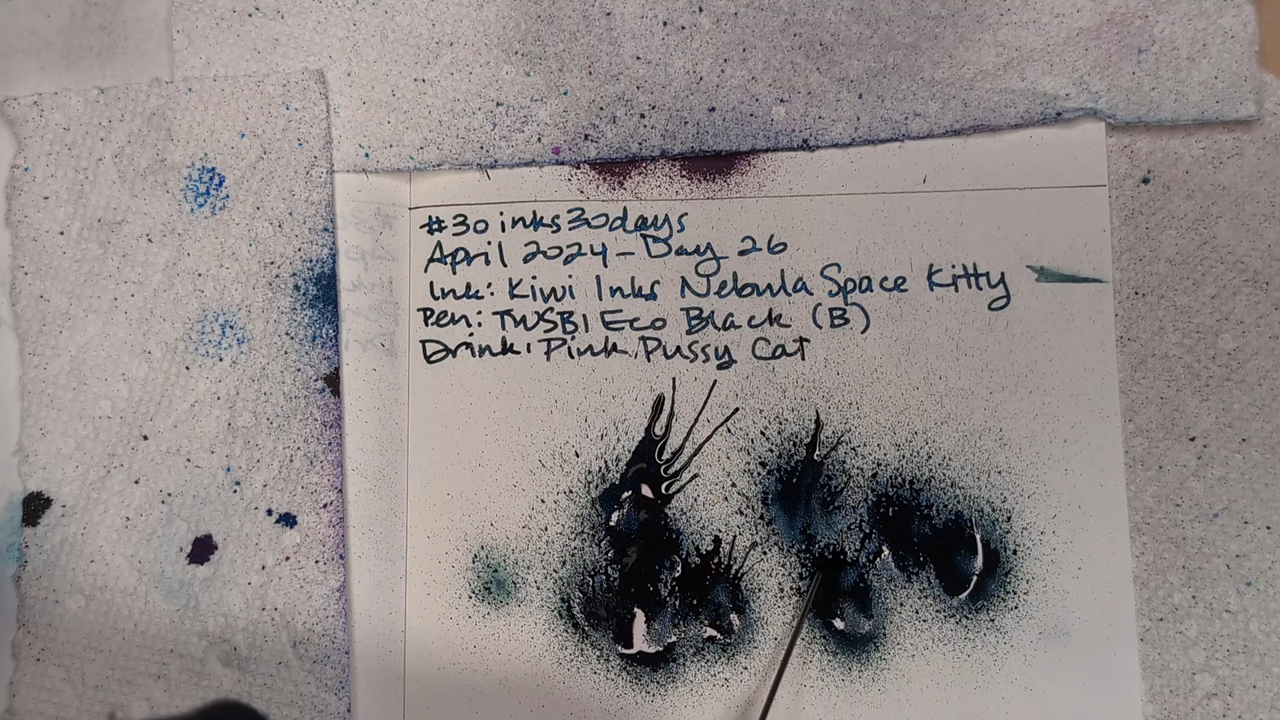 #30inks30days
April 2024 - Day 26
Ink: Kiwi Inks Nebula Space Kitty
Pen: TWSBI Eco Black (B)
Drink: Pink Pussy Cat